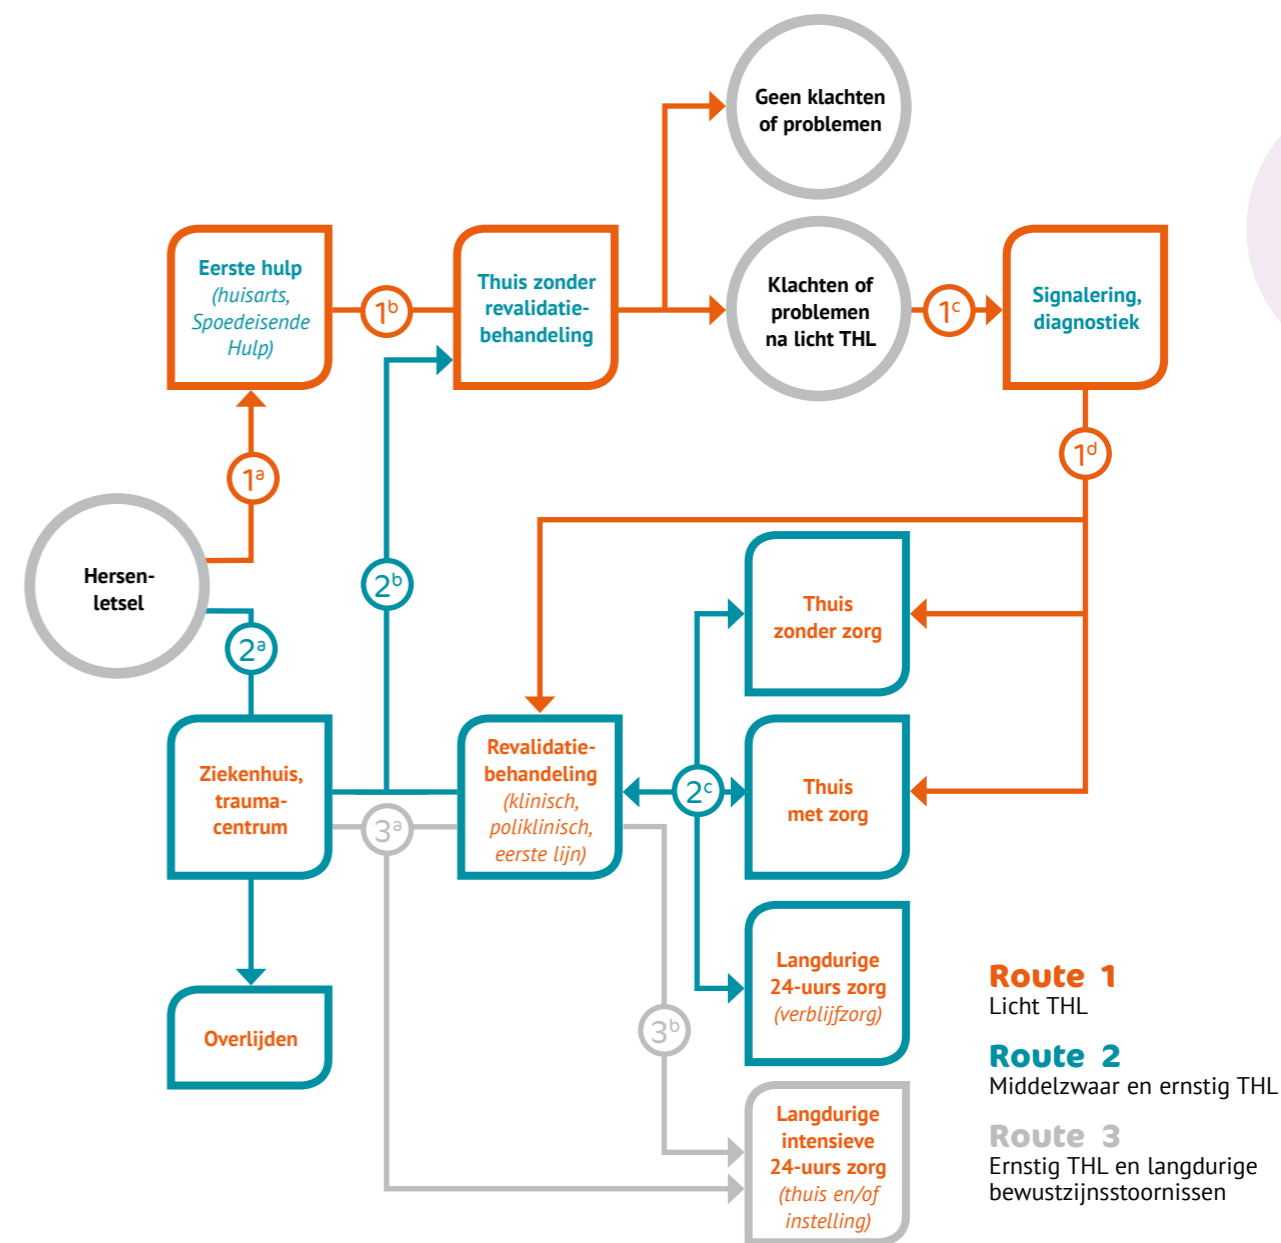 Geen klachten
of problemen
Eerste hulp
(huisarts,
Spoedeisende
Hulp)
1b
Thuis zonder
revalidatie-
behandeling
Klachten of
problemen
na licht THL
1c
Signalering,
diagnostiek
1a
1d
Hersen-
letsel
2a
2b
Thuis
zonder zorg
Ziekenhuis,
trauma-
centrum
3a
Revalidatie-
behandeling
(klinisch,
poliklinisch,
eerste lijn)
2c
Thuis
met zorg
Langdurige
24-uurs zorg
(verblijfzorg)
3b
Overlijden
Langdurige
intensieve
24-uurs zorg
(thuis en/of
instelling)
Route 1
Licht THL
Route 2
Middelzwaar en ernstig THL
Route 3
Ernstig THL en langdurige
bewustzijnsstoornissen